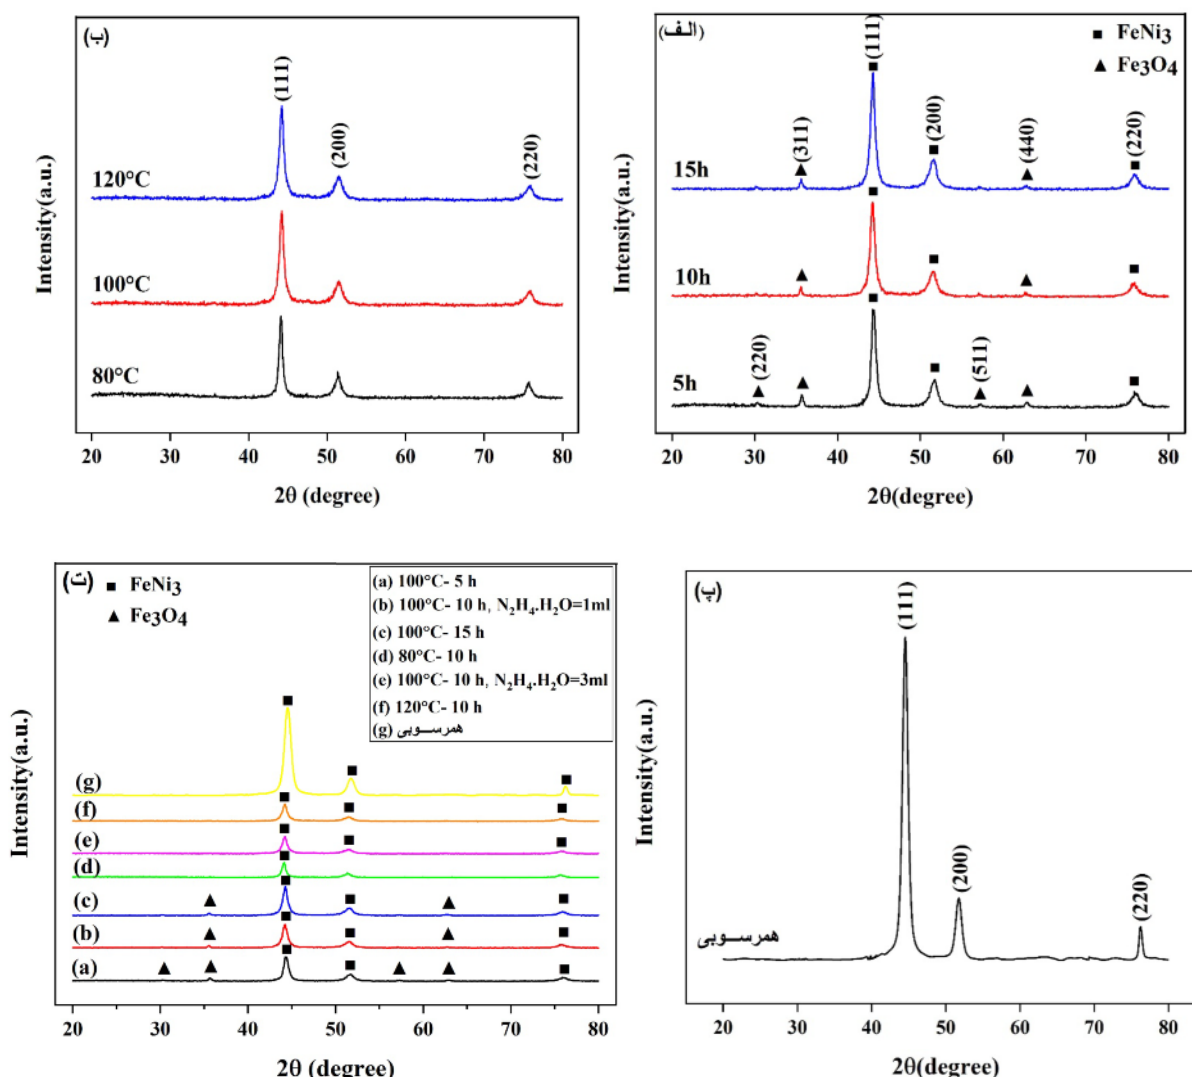 (ب)
(111)
(200)
(220)
120°C
100°C
80°C
Intensity(a.u.)
20 30 40 50 60 70 80
2θ (degree)
(الف)
■ FeNi3
▲ Fe3O4
(111)
(311)
(200)
(440)
(220)
15h
10h
5h
(220)
(511)
Intensity(a.u.)
20 30 40 50 60 70 80
2θ(degree)
(ت)
■ FeNi3
▲ Fe3O4
(a) 100°C- 5 h
(b) 100°C- 10 h, N2H4.H2O=1ml
(c) 100°C- 15 h
(d) 80°C- 10 h
(e) 100°C- 10 h, N2H4.H2O=3ml
(f) 120°C- 10 h
(g) همرسوبی
(g)
(f)
(e)
(d)
(c)
(b)
(a)
Intensity(a.u.)
20 30 40 50 60 70 80
2θ (degree)
(پ)
(111)
(200)
(220)
همرسوبی
Intensity(a.u.)
20 30 40 50 60 70 80
2θ(degree)